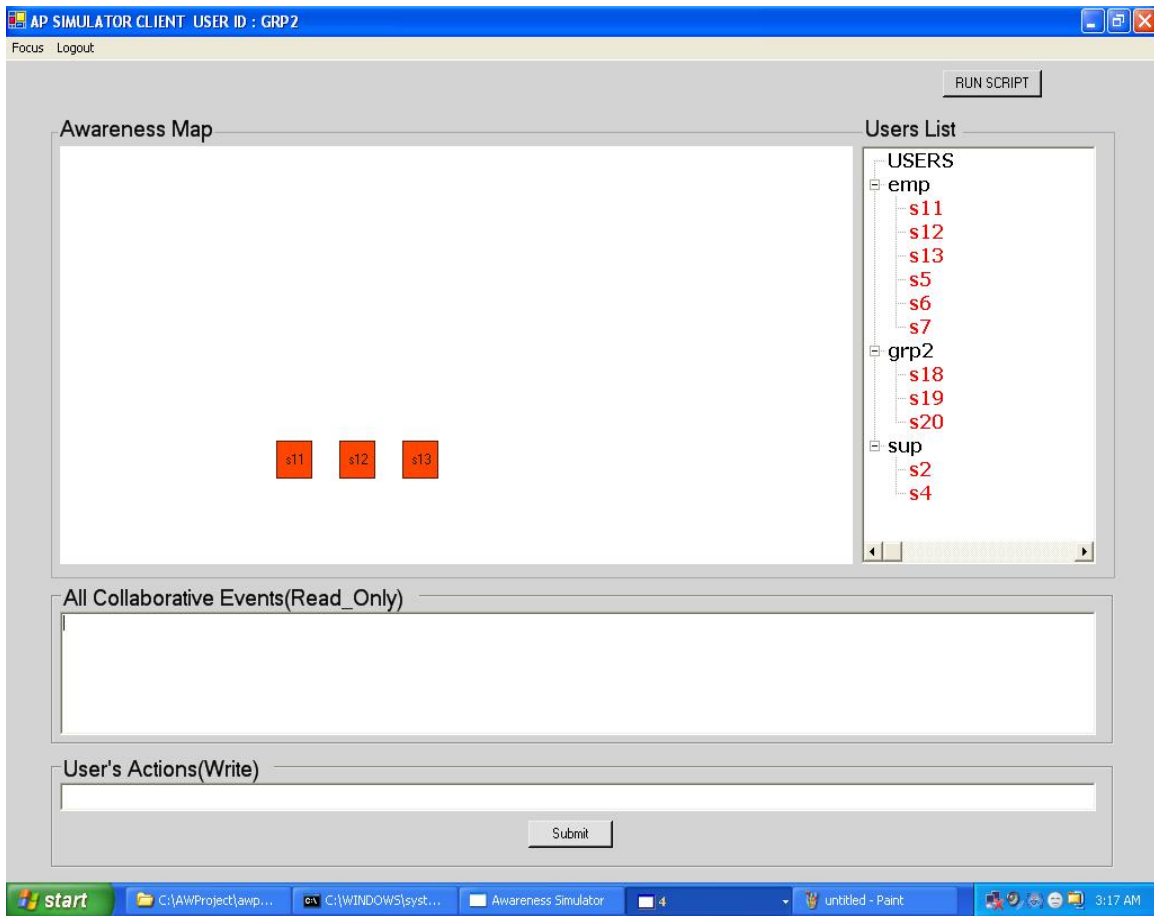 AP SIMULATOR CLIENT USER ID : GRP2
Focus Logout
RUN SCRIPT
Awareness Map
Users List
USERS
emp
s11
s12
s13
s5
s6
s7
grp2
s18
s19
s20
sup
s2
s4
s11 s12 s13
All Collaborative Events(Read_Only)
User's Actions(Write)
Submit
start C:\AWProject\awp... C:\WINDOWS\syst... Awareness Simulator 4 untitled - Paint 3:17 AM